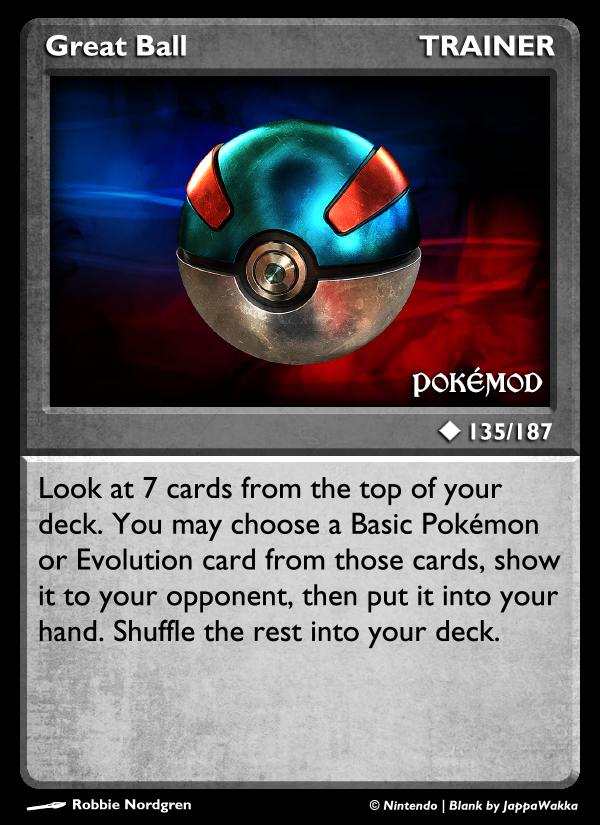 Great Ball TRAINER
POKÉMOD
135/187
Look at 7 cards from the top of your
deck. You may choose a Basic Pokémon
or Evolution card from those cards, show
it to your opponent, then put it into your
hand. Shuffle the rest into your deck.
Robbie Nordgren © Nintendo | Blank by JappaWakka